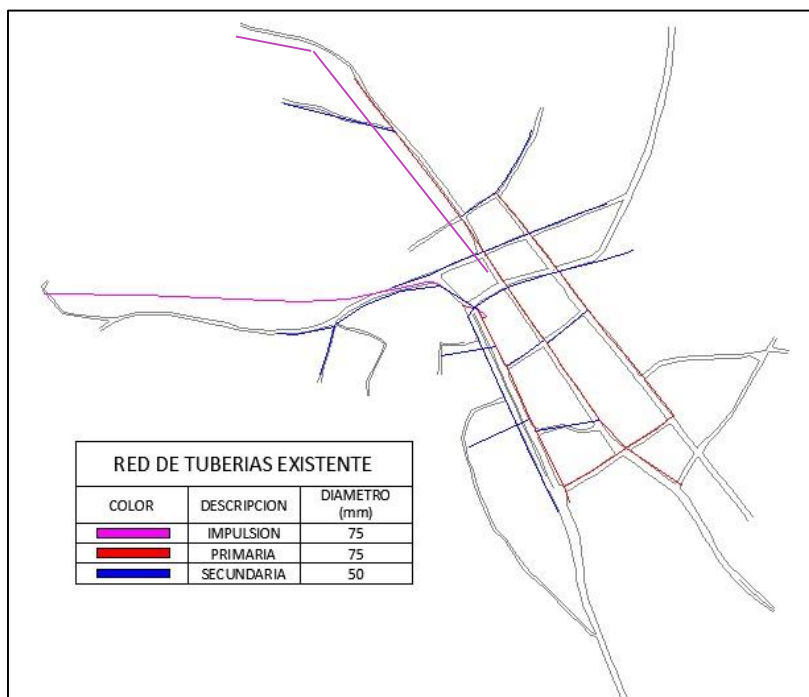 RED DE TUBERIAS EXISTENTE
COLOR DESCRIPCION DIAMETRO (mm)
IMPULSION 75
PRIMARIA 75
SECUNDARIA 50